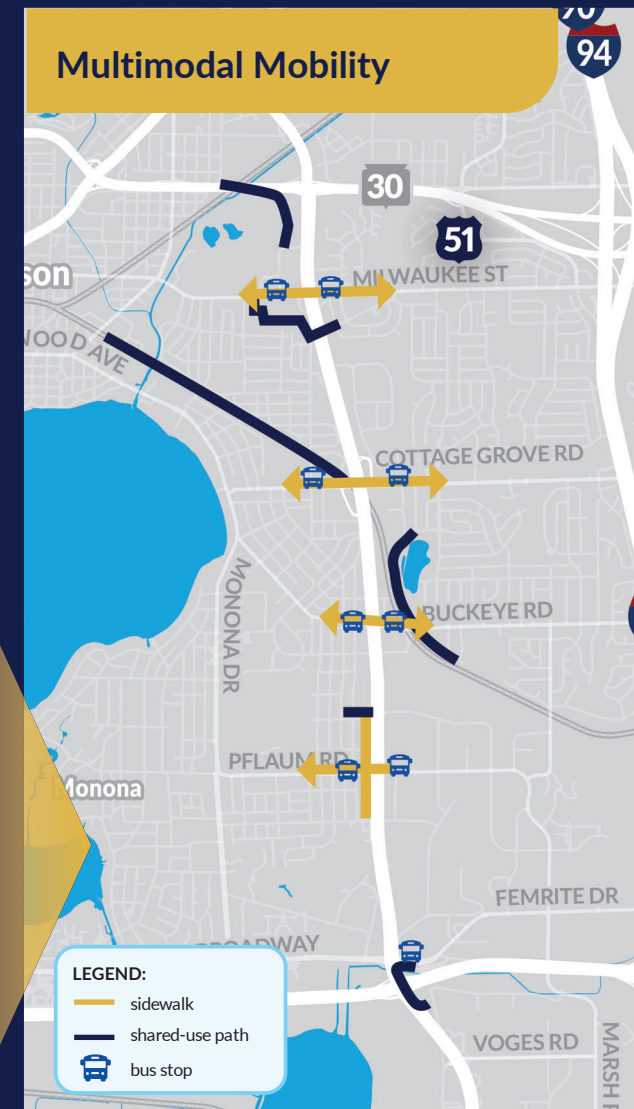 90
94
Multimodal Mobility
30
51
son
MILWAUKEE ST
WOOD AVE
COTTAGE GROVE RD
MONONA DR
BUCKEYE RD
PFLAUM RD
Monona
FEMRITE DR
BROADWAY
LEGEND:
sidewalk
shared-use path
bus stop
VOGES RD
MARSH R